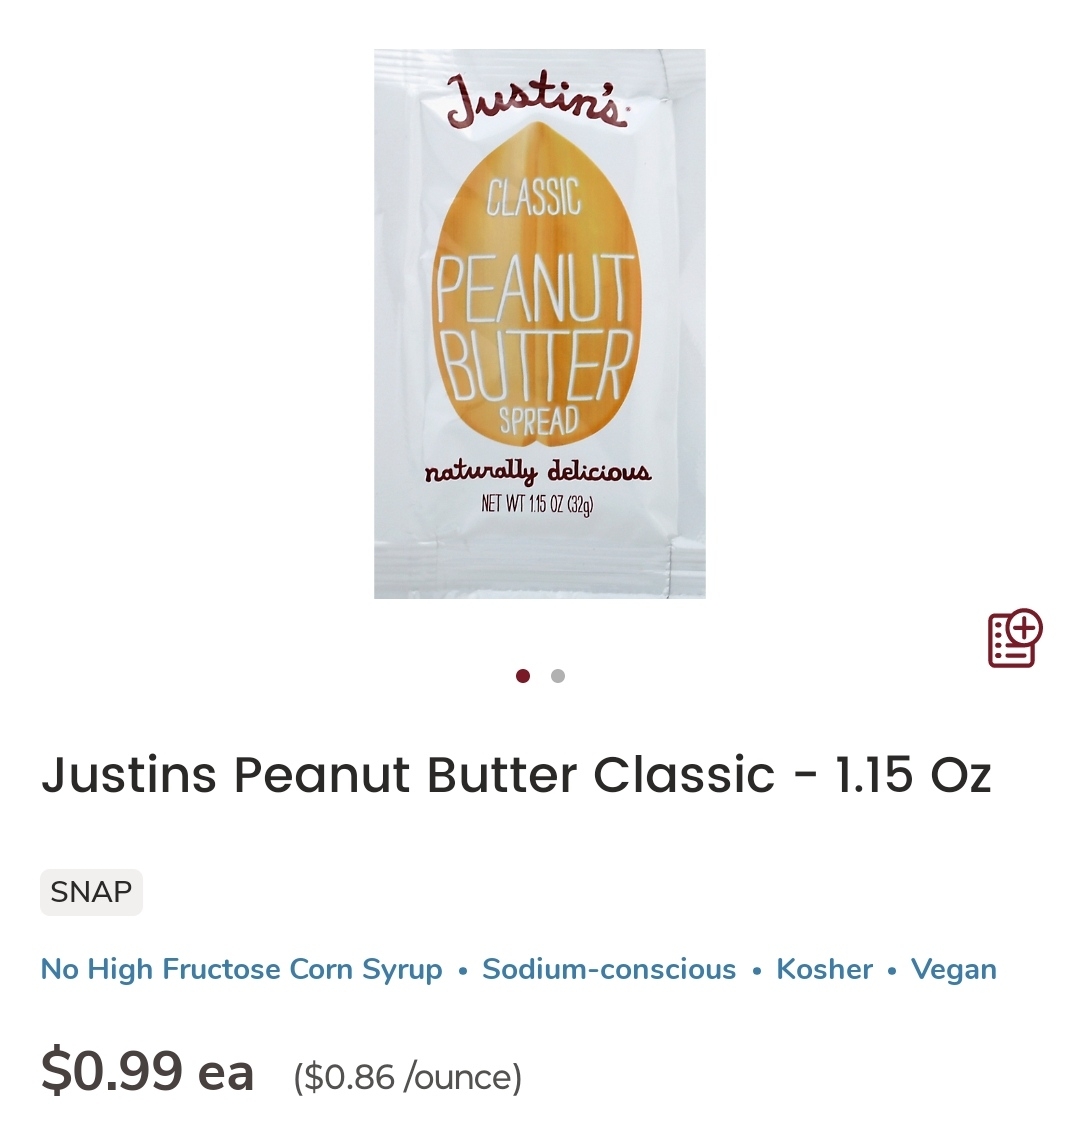 Justin's
CLASSIC
PEANUT
BUTTER
SPREAD
naturally delicious
NET WT 1.15 OZ (32g)
Justins Peanut Butter Classic - 1.15 Oz
SNAP
No High Fructose Corn Syrup • Sodium-conscious • Kosher • Vegan
$0.99 ea ($0.86 /ounce)